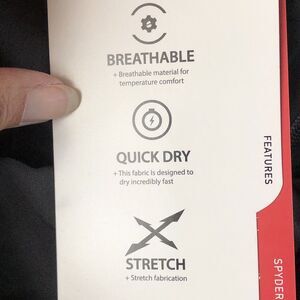 BREATHABLE
+ Breathable material for
temperature comfort
QUICK DRY
+ This fabric is designed to
dry incredibly fast
STRETCH
+ Stretch fabrication
FEATURES
SPYDER